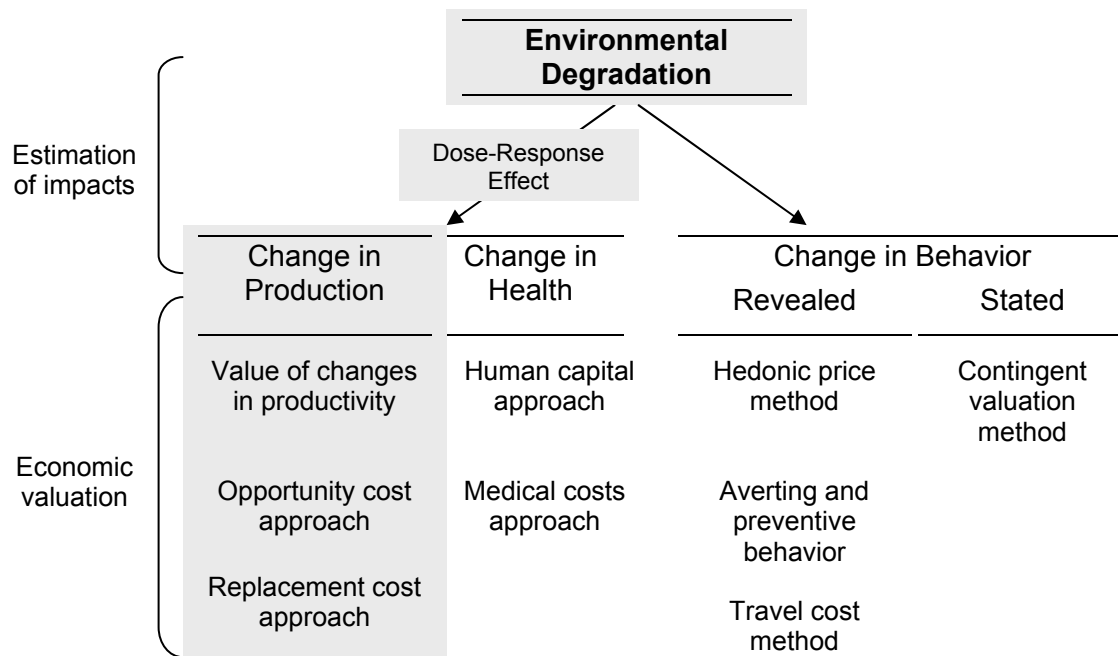 Environmental
Degradation
Estimation
of impacts
Dose-Response
Effect
Change in
Production
Change in
Health
Change in Behavior
Revealed
Stated
Economic
valuation
Value of changes
in productivity
Human capital
approach
Hedonic price
method
Contingent
valuation
method
Opportunity cost
approach
Medical costs
approach
Averting and
preventive
behavior
Replacement cost
approach
Travel cost
method